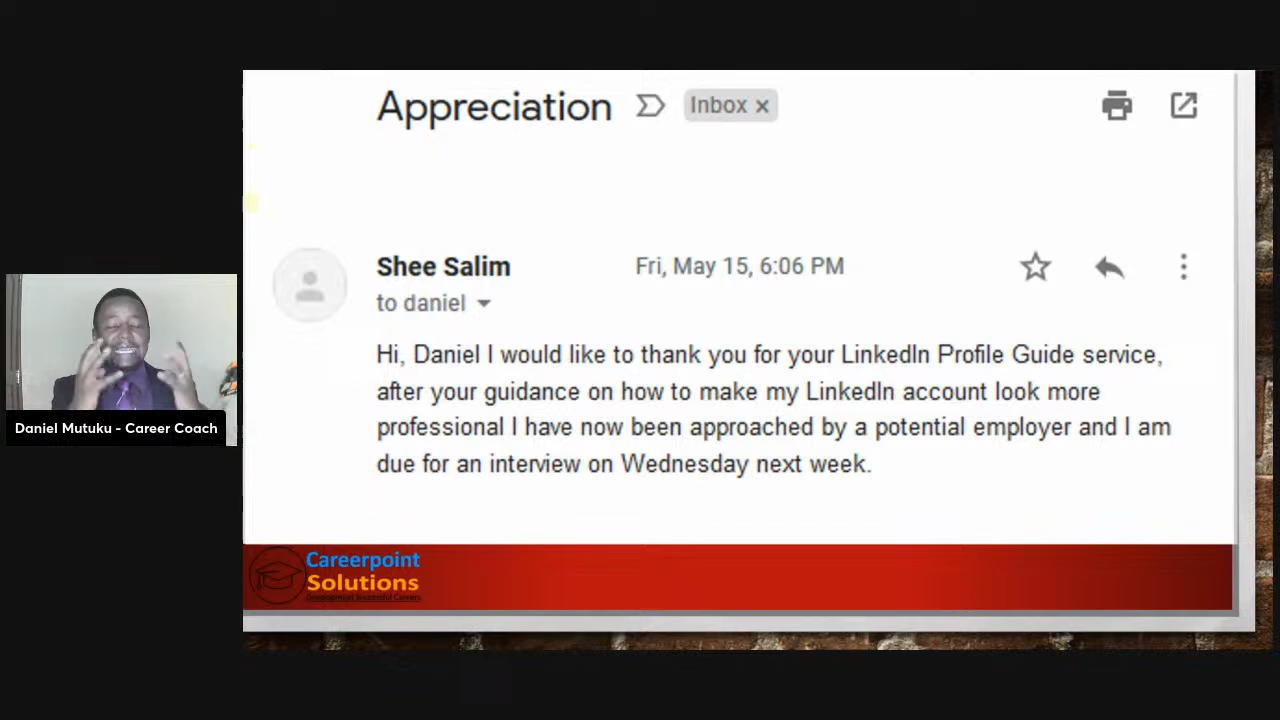 Appreciation Inbox x
Shee Salim Fri, May 15, 6:06 PM
to daniel
Hi, Daniel I would like to thank you for your LinkedIn Profile Guide service,
after your guidance on how to make my LinkedIn account look more
professional I have now been approached by a potential employer and I am
due for an interview on Wednesday next week.
Daniel Mutuku - Career Coach
Careerpoint
Solutions